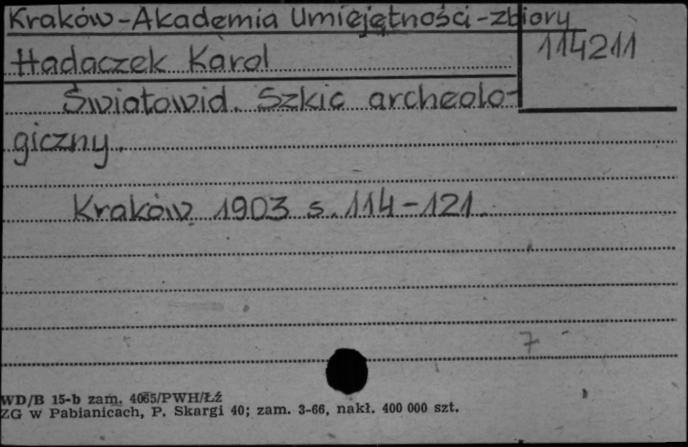 Kraków-Akademia Umiejętności-zbiory
114211
Hadaczek Karol
Światowid. Szkic archeolo-
giczny.
Kraków 1903 s. 114-121.
7
WD/B 15-b zam. 4065/PWH/Łź
ZG w Pabianicach, P. Skargi 40; zam. 3-66, nakł. 400 000 szt.